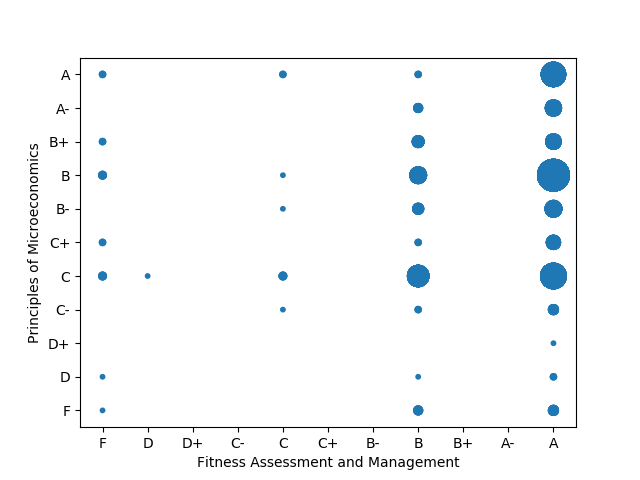 A
A-
B+
B
B-
C+
C
C-
D+
D
F
Principles of Microeconomics
F D D+ C- C C+ B- B B+ A- A
Fitness Assessment and Management